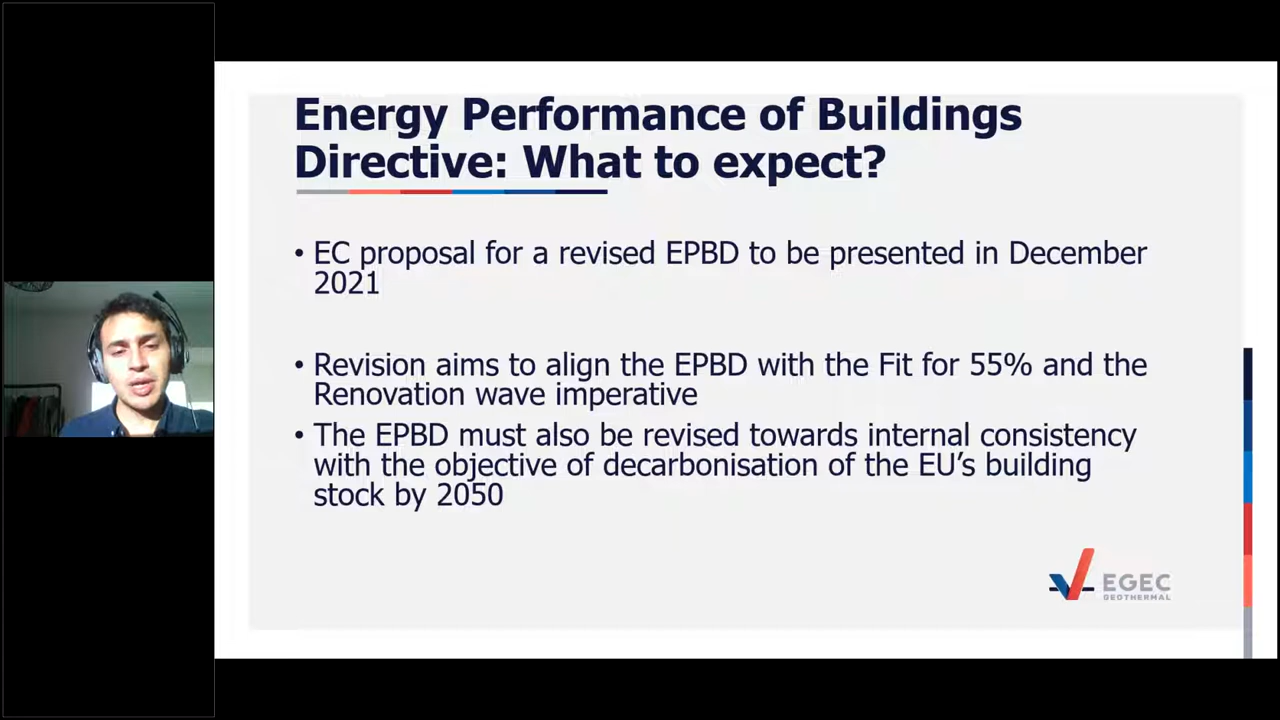 Energy Performance of Buildings
Directive: What to expect?
• EC proposal for a revised EPBD to be presented in December
2021
• Revision aims to align the EPBD with the Fit for 55% and the
Renovation wave imperative
• The EPBD must also be revised towards internal consistency
with the objective of decarbonisation of the EU’s building
stock by 2050
EGEC
GEOTHERMAL